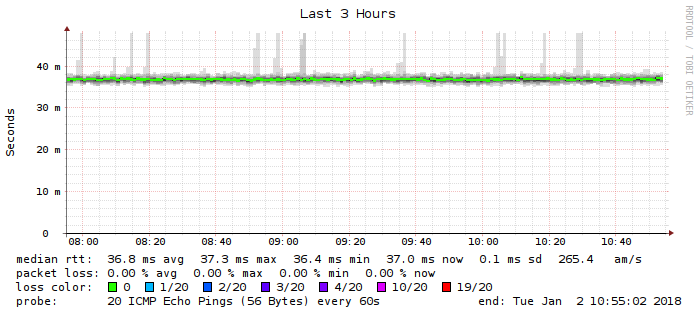 Last 3 Hours
RRDTOOL / TOBI OETIKER
Seconds
40 m
30 m
20 m
10 m
0
08:00 08:20 08:40 09:00 09:20 09:40 10:00 10:20 10:40
median rtt: 36.8 ms avg 37.3 ms max 36.4 ms min 37.0 ms now 0.1 ms sd 265.4 am/s
packet loss: 0.00 % avg 0.00 % max 0.00 % min 0.00 % now
loss color: 0 1/20 2/20 3/20 4/20 10/20 19/20
probe: 20 ICMP Echo Pings (56 Bytes) every 60s end: Tue Jan 2 10:55:02 2018